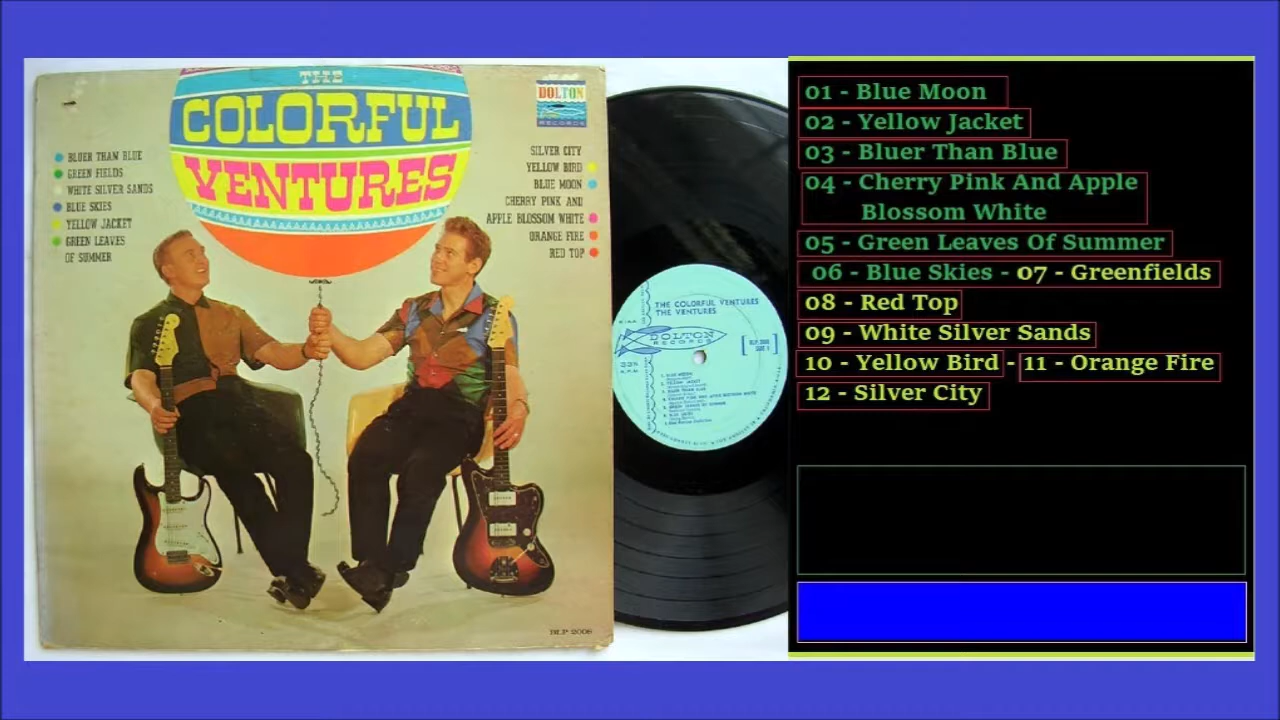 THE
COLORFUL
VENTURES
DOLTON
RECORDS
BLUER THAN BLUE
GREEN FIELDS
WHITE SILVER SANDS
BLUE SKIES
YELLOW JACKET
GREEN LEAVES
OF SUMMER
SILVER CITY
YELLOW BIRD
BLUE MOON
CHERRY PINK AND
APPLE BLOSSOM WHITE
ORANGE FIRE
RED TOP
BLP 2008
THE COLORFUL VENTURES
THE VENTURES
DOLTON
RECORDS
01 - Blue Moon
02 - Yellow Jacket
03 - Bluer Than Blue
04 - Cherry Pink And Apple
Blossom White
05 - Green Leaves Of Summer
06 - Blue Skies - 07 - Greenfields
08 - Red Top
09 - White Silver Sands
10 - Yellow Bird - 11 - Orange Fire
12 - Silver City